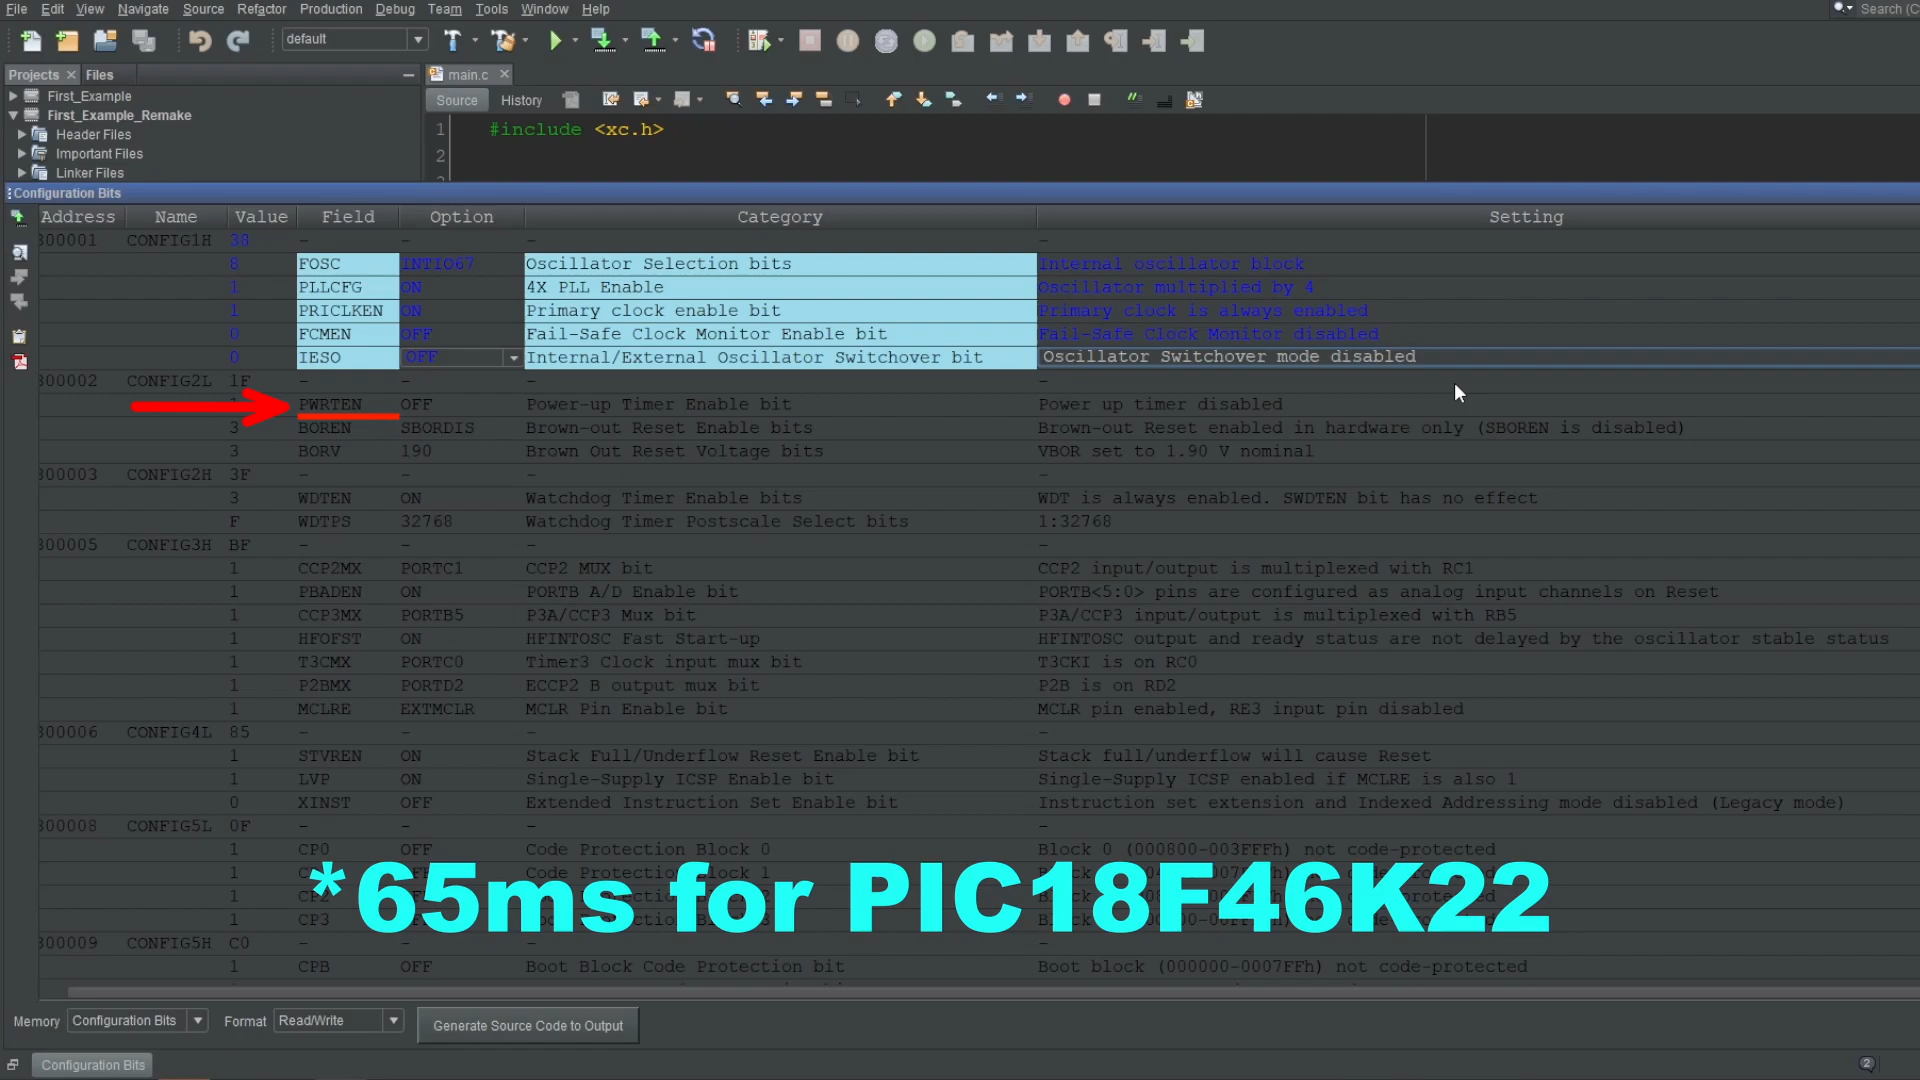 File Edit View Navigate Source Refactor Production Debug Team Tools Window Help Search (C
default
Projects Files main.c
First_Example
First_Example_Remake
Header Files
Important Files
Linker Files
Source History
1 #include <xc.h>
2
Configuration Bits
Address Name Value Field Option Category Setting
300001 CONFIG1H 38 – – – –
8 FOSC INTIO67 Oscillator Selection bits Internal oscillator block
1 PLLCFG ON 4X PLL Enable Oscillator multiplied by 4
1 PRICLKEN ON Primary clock enable bit Primary clock is always enabled
0 FCMEN OFF Fail-Safe Clock Monitor Enable bit Fail-Safe Clock Monitor disabled
0 IESO OFF Internal/External Oscillator Switchover bit Oscillator Switchover mode disabled
300002 CONFIG2L 1F – – – –
PWRTEN OFF Power-up Timer Enable bit Power up timer disabled
3 BOREN SBORDIS Brown-out Reset Enable bits Brown-out Reset enabled in hardware only (SBOREN is disabled)
3 BORV 190 Brown Out Reset Voltage bits VBOR set to 1.90 V nominal
300003 CONFIG2H 3F – – – –
3 WDTEN ON Watchdog Timer Enable bits WDT is always enabled. SWDTEN bit has no effect
F WDTPS 32768 Watchdog Timer Postscale Select bits 1:32768
300005 CONFIG3H BF – – – –
1 CCP2MX PORTC1 CCP2 MUX bit CCP2 input/output is multiplexed with RC1
1 PBADEN ON PORTB A/D Enable bit PORTB<5:0> pins are configured as analog input channels on Reset
1 CCP3MX PORTB5 P3A/CCP3 Mux bit P3A/CCP3 input/output is multiplexed with RB5
1 HFOFST ON HFINTOSC Fast Start-up HFINTOSC output and ready status are not delayed by the oscillator stable status
1 T3CMX PORTC0 Timer3 Clock input mux bit T3CKI is on RC0
1 P2BMX PORTD2 ECCP2 B output mux bit P2B is on RD2
1 MCLRE EXTMCLR MCLR Pin Enable bit MCLR pin enabled, RE3 input pin disabled
300006 CONFIG4L 85 – – – –
1 STVREN ON Stack Full/Underflow Reset Enable bit Stack full/underflow will cause Reset
1 LVP ON Single-Supply ICSP Enable bit Single-Supply ICSP enabled if MCLRE is also 1
0 XINST OFF Extended Instruction Set Enable bit Instruction set extension and Indexed Addressing mode disabled (Legacy mode)
300008 CONFIG5L 0F – – – –
1 CP0 OFF Code Protection Block 0 Block 0 (000800-003FFFh) not code-protected
*65ms for PIC18F46K22
300009 CONFIG5H C0 – – –
1 CPB OFF Boot Block Code Protection bit Boot block (000000-0007FFh) not code-protected
Memory Configuration Bits Format Read/Write Generate Source Code to Output
Configuration Bits 2